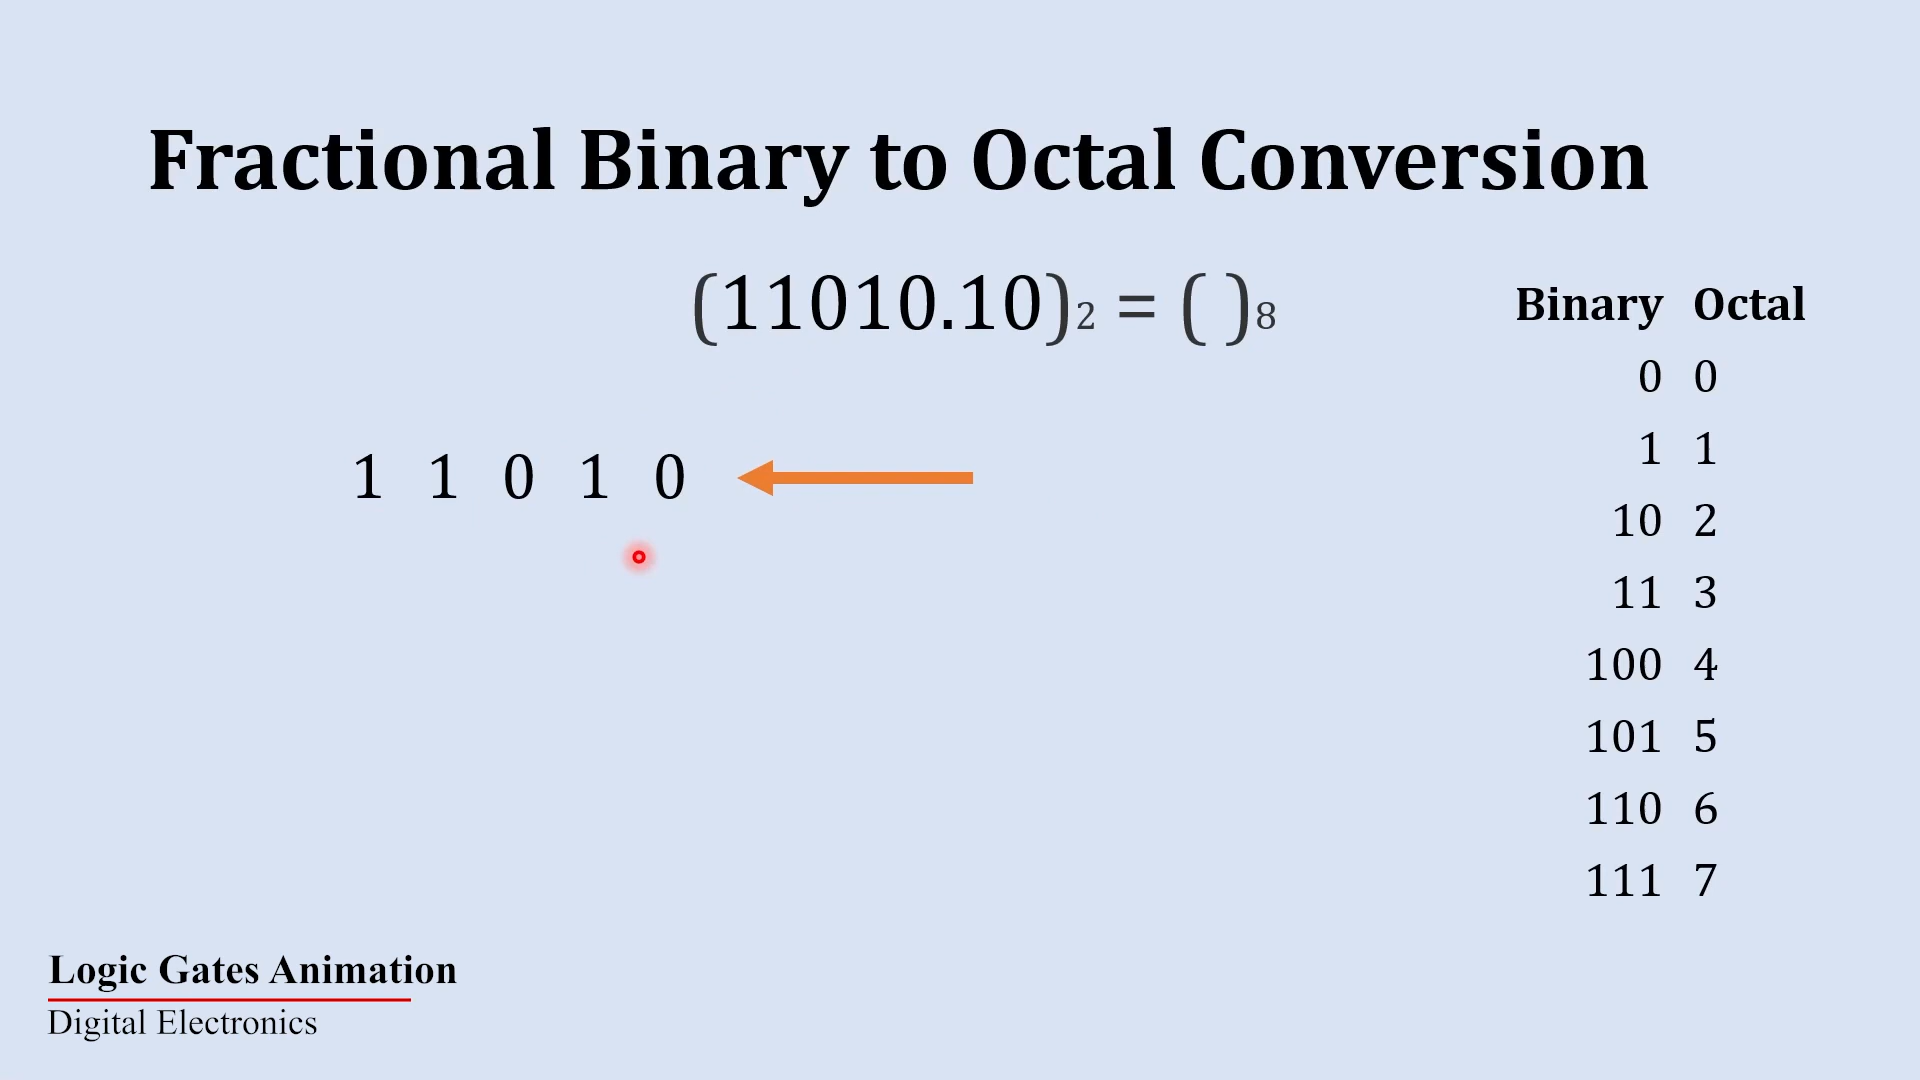 Fractional Binary to Octal Conversion
(11010.10)₂ = ( )₈
Binary Octal
0 0
1 1
10 2
11 3
100 4
101 5
110 6
111 7
1 1 0 1 0
Logic Gates Animation
Digital Electronics